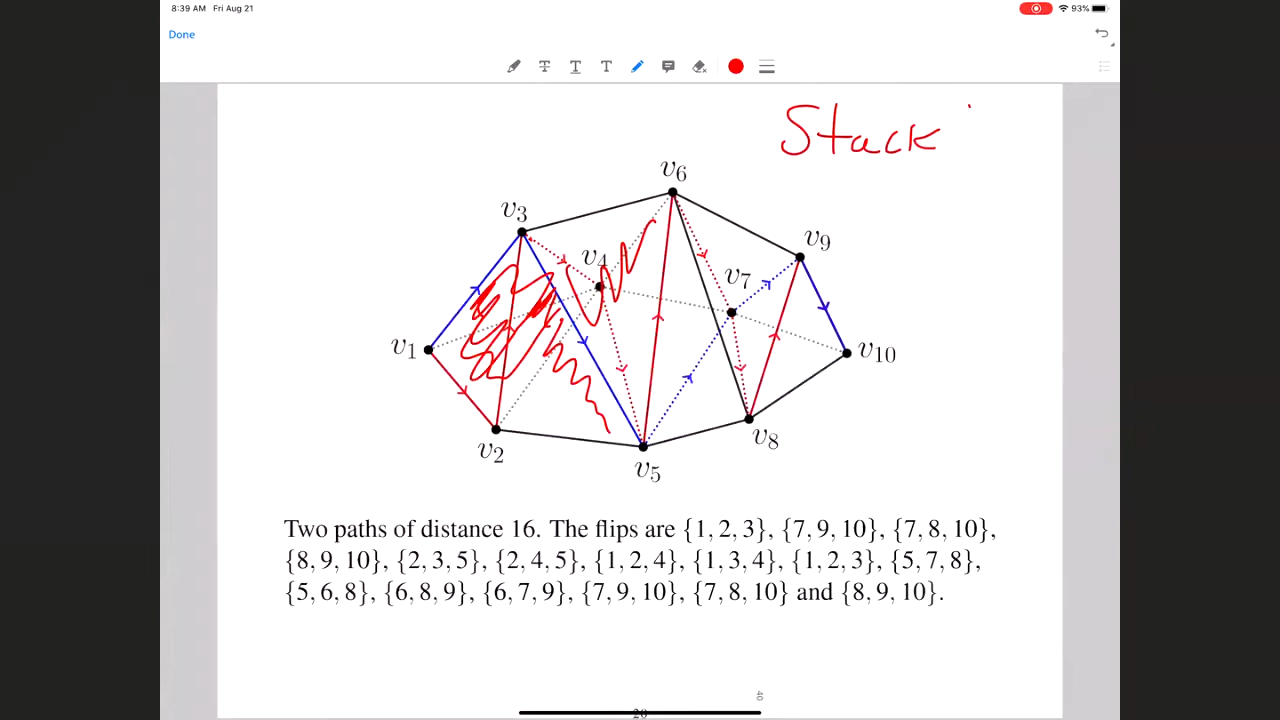 8:39 AM Fri Aug 21
93%
Done
Stack
v6
v3
v9
v4
v7
v1
v10
v8
v2
v5
Two paths of distance 16. The flips are {1, 2, 3}, {7, 9, 10}, {7, 8, 10},
{8, 9, 10}, {2, 3, 5}, {2, 4, 5}, {1, 2, 4}, {1, 3, 4}, {1, 2, 3}, {5, 7, 8},
{5, 6, 8}, {6, 8, 9}, {6, 7, 9}, {7, 9, 10}, {7, 8, 10} and {8, 9, 10}.
40